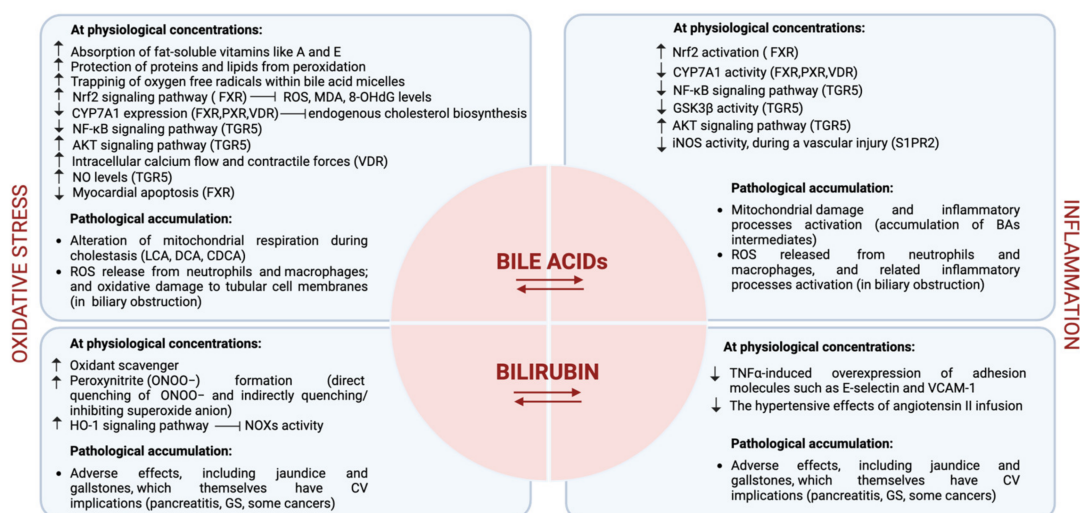 OXIDATIVE STRESS
At physiological concentrations:
↑ Absorption of fat-soluble vitamins like A and E
↑ Protection of proteins and lipids from peroxidation
↑ Trappinig of oxygen free radicals within bile acid micelles
↑ Nrf2 signaling pathway ( FXR) ⊣ ROS, MDA, 8-OHdG levels
↓ CYP7A1 expression (FXR,PXR,VDR) ⊣ endogenous cholesterol biosynthesis
↓ NF-κB signaling pathway (TGR5)
↑ AKT signaling pathway (TGR5)
↑ Intracellular calcium flow and contractile forces (VDR)
↑ NO levels (TGR5)
↓ Myocardial apoptosis (FXR)
Pathological accumulation:
• Alteration of mitochondrial respiration during
cholestasis (LCA, DCA, CDCA)
• ROS release from neutrophils and macrophages;
and oxidative damage to tubular cell membranes
(in biliary obstruction)
At physiological concentrations:
↑ Nrf2 activation ( FXR)
↓ CYP7A1 activity (FXR,PXR,VDR)
↓ NF-κB signaling pathway (TGR5)
↓ GSK3β activity (TGR5)
↑ AKT signaling pathway (TGR5)
↓ iNOS activity, during a vascular injury (S1PR2)
Pathological accumulation:
• Mitochondrial damage and inflammatory
processes activation (accumulation of BAs
intermediates)
• ROS released from neutrophils and
macrophages, and related inflammatory
processes activation (in biliary obstruction)
INFLAMMATION
BILE ACIDs
BILIRUBIN
At physiological concentrations:
↑ Oxidant scavenger
↑ Peroxynitrite (ONOO−) formation (direct
quenching of ONOO− and indirectly quenching/
inhibiting superoxide anion)
↑ HO-1 signaling pathway ⊣ NOXs activity
Pathological accumulation:
• Adverse effects, including jaundice and
gallstones, which themselves have CV
implications (pancreatitis, GS, some cancers)
At physiological concentrations:
↓ TNFα-induced overexpression of adhesion
molecules such as E-selectin and VCAM-1
↓ The hypertensive effects of angiotensin II infusion
Pathological accumulation:
• Adverse effects, including jaundice and
gallstones, which themselves have CV
implications (pancreatitis, GS, some cancers)